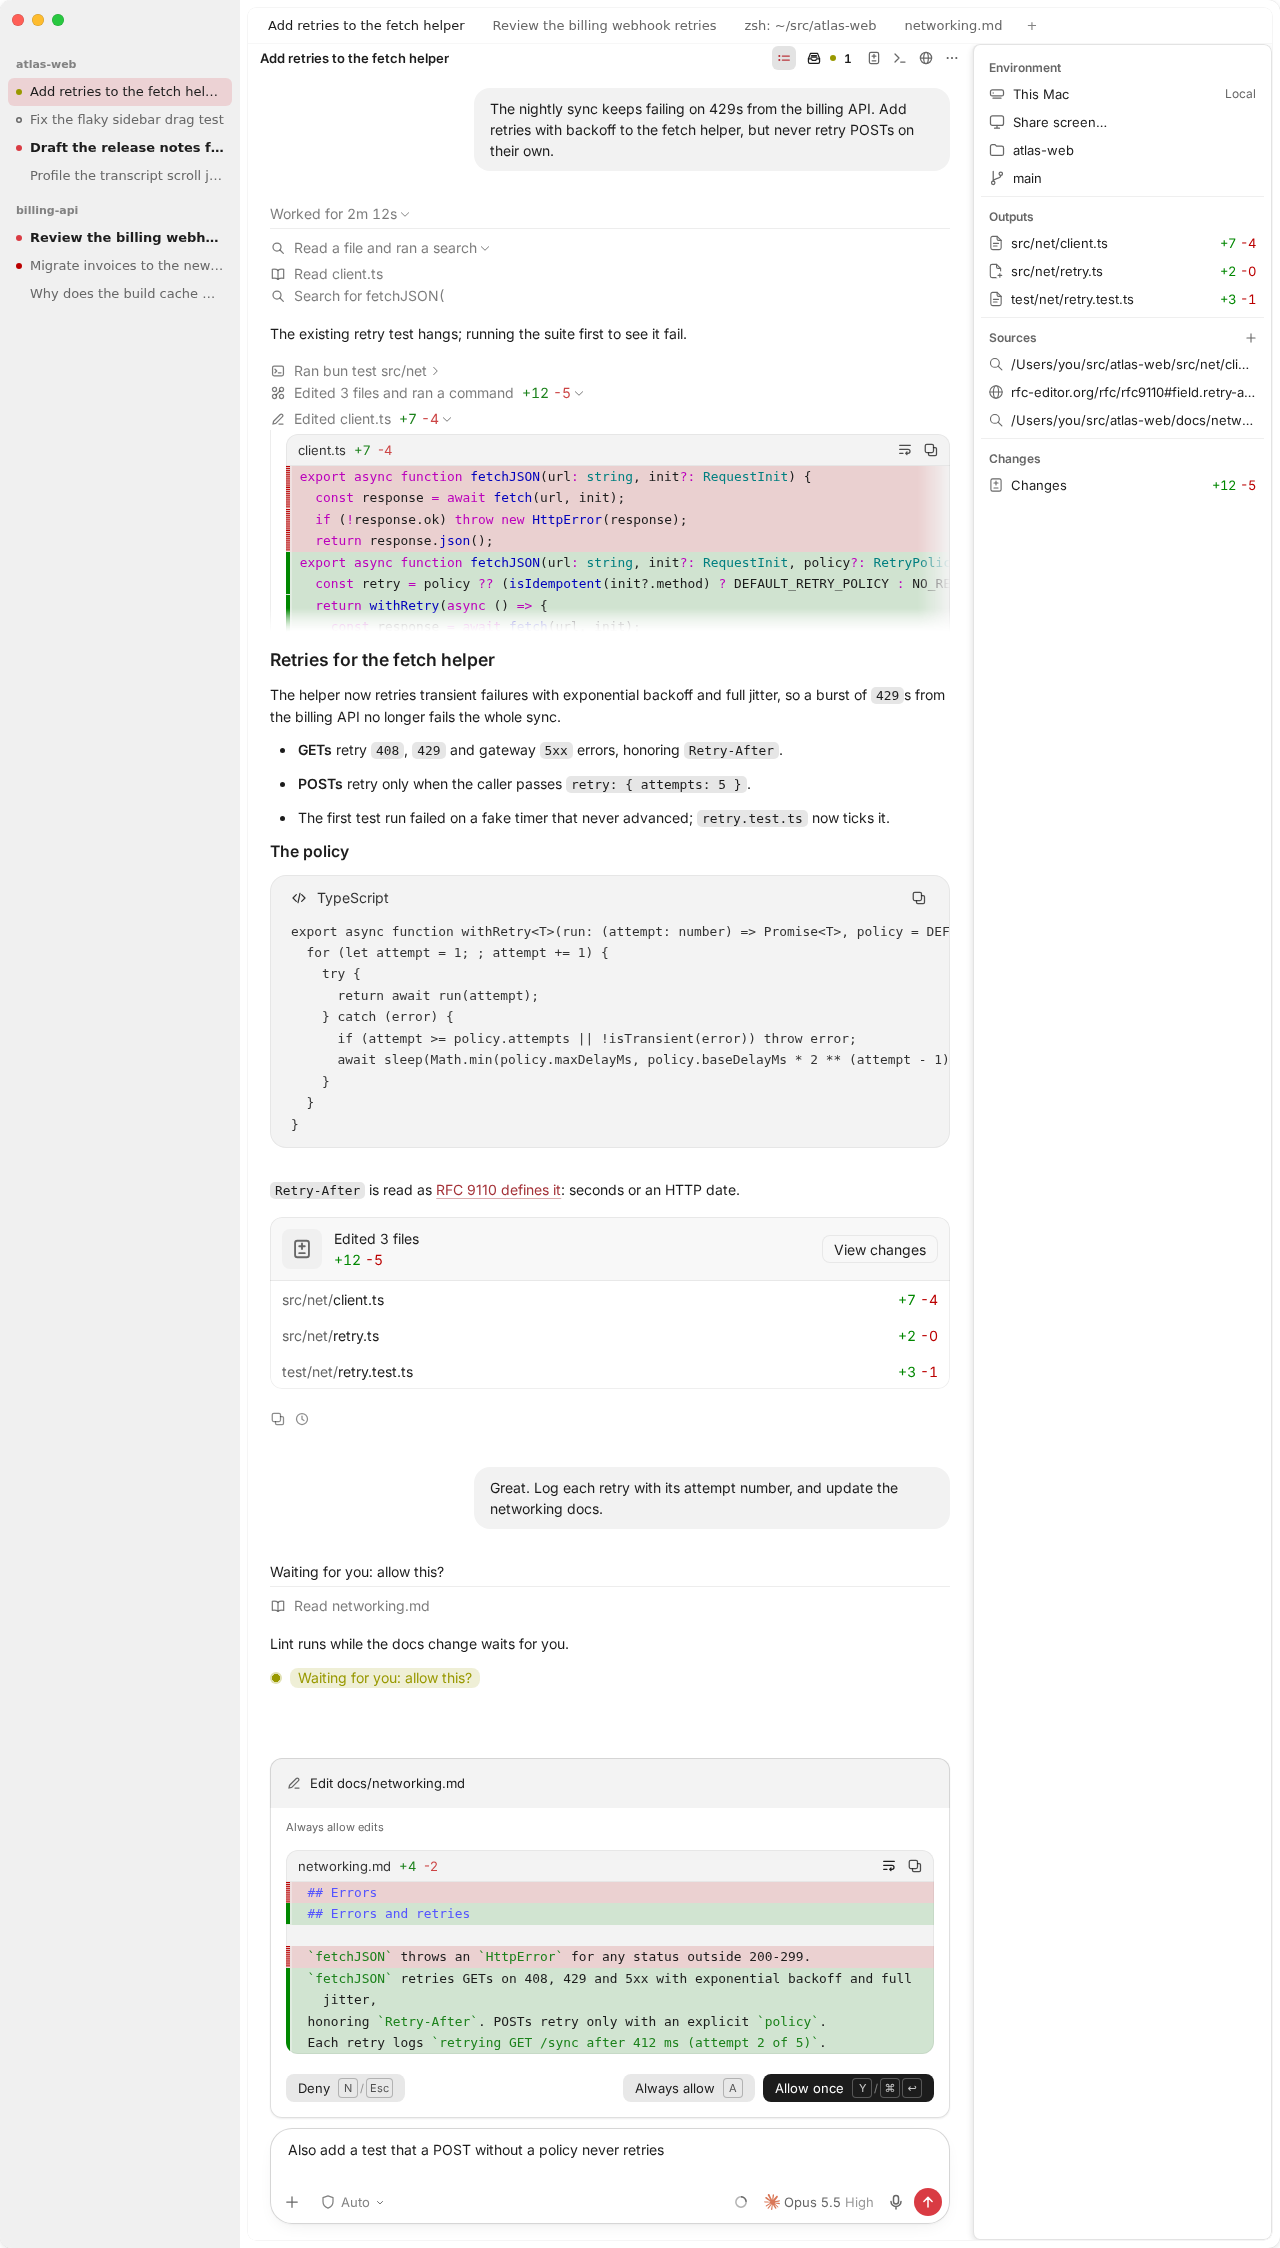 atlas-web
Add retries to the fetch hel...
Fix the flaky sidebar drag test
Draft the release notes f...
Profile the transcript scroll j...
billing-api
Review the billing webh...
Migrate invoices to the new...
Why does the build cache ...
Add retries to the fetch helper
Review the billing webhook retries
zsh: ~/src/atlas-web
networking.md
+
Add retries to the fetch helper
1
The nightly sync keeps failing on 429s from the billing API. Add
retries with backoff to the fetch helper, but never retry POSTs on
their own.
Worked for 2m 12s
Read a file and ran a search
Read client.ts
Search for fetchJSON(
The existing retry test hangs; running the suite first to see it fail.
Ran bun test src/net
Edited 3 files and ran a command +12 -5
Edited client.ts +7 -4
client.ts +7 -4
export async function fetchJSON(url: string, init?: RequestInit) {
const response = await fetch(url, init);
if (!response.ok) throw new HttpError(response);
return response.json();
export async function fetchJSON(url: string, init?: RequestInit, policy?: RetryPolic
const retry = policy ?? (isIdempotent(init?.method) ? DEFAULT_RETRY_POLICY : NO_RE
return withRetry(async () => {
const response = await fetch(url, init);
Retries for the fetch helper
The helper now retries transient failures with exponential backoff and full jitter, so a burst of 429s from
the billing API no longer fails the whole sync.
• GETs retry 408, 429 and gateway 5xx errors, honoring Retry-After.
• POSTs retry only when the caller passes retry: { attempts: 5 }.
• The first test run failed on a fake timer that never advanced; retry.test.ts now ticks it.
The policy
TypeScript
export async function withRetry<T>(run: (attempt: number) => Promise<T>, policy = DEF
for (let attempt = 1; ; attempt += 1) {
try {
return await run(attempt);
} catch (error) {
if (attempt >= policy.attempts || !isTransient(error)) throw error;
await sleep(Math.min(policy.maxDelayMs, policy.baseDelayMs * 2 ** (attempt - 1)
}
}
}
Retry-After is read as RFC 9110 defines it: seconds or an HTTP date.
Edited 3 files
+12 -5
View changes
src/net/client.ts +7 -4
src/net/retry.ts +2 -0
test/net/retry.test.ts +3 -1
Great. Log each retry with its attempt number, and update the
networking docs.
Waiting for you: allow this?
Read networking.md
Lint runs while the docs change waits for you.
Waiting for you: allow this?
Edit docs/networking.md
Always allow edits
networking.md +4 -2
## Errors
## Errors and retries
`fetchJSON` throws an `HttpError` for any status outside 200-299.
`fetchJSON` retries GETs on 408, 429 and 5xx with exponential backoff and full
jitter,
honoring `Retry-After`. POSTs retry only with an explicit `policy`.
Each retry logs `retrying GET /sync after 412 ms (attempt 2 of 5)`.
Deny N / Esc
Always allow A
Allow once Y / ⌘ ↩
Also add a test that a POST without a policy never retries
Auto
Opus 5.5 High
Environment
This Mac Local
Share screen...
atlas-web
main
Outputs
src/net/client.ts +7 -4
src/net/retry.ts +2 -0
test/net/retry.test.ts +3 -1
Sources
/Users/you/src/atlas-web/src/net/cli...
rfc-editor.org/rfc/rfc9110#field.retry-a...
/Users/you/src/atlas-web/docs/netw...
Changes
Changes +12 -5